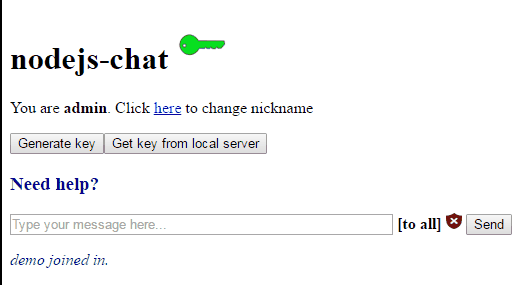 nodejs-chat
You are admin. Click here to change nickname
Generate key Get key from local server
Need help?
Type your message here... [to all] Send
demo joined in.